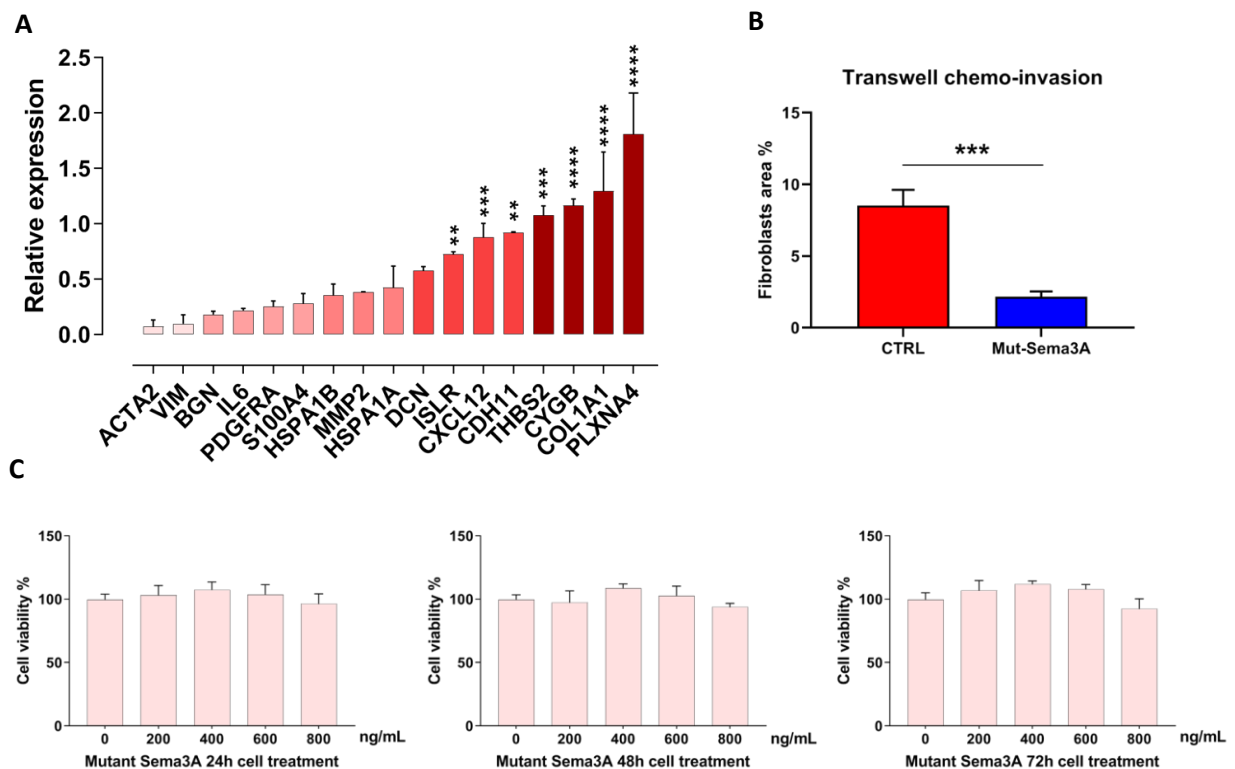 A
Relative expression
2.5
2.0
1.5
1.0
0.5
0.0
**
***
**
***
****
****
****
ACTA2
VIM
BGN
IL6
PDGFRA
S100A4
HSPA1B
MMP2
HSPA1A
DCN
ISLR
CXCL12
CDH11
THBS2
CYGB
COL1A1
PLXNA4
B
Transwell chemo-invasion
Fibroblasts area %
15
10
5
0
***
CTRL
Mut-Sema3A
C
Cell viability %
150
100
50
0
0 200 400 600 800 ng/mL
Mutant Sema3A 24h cell treatment
Cell viability %
150
100
50
0
0 200 400 600 800 ng/mL
Mutant Sema3A 48h cell treatment
Cell viability %
150
100
50
0
0 200 400 600 800 ng/mL
Mutant Sema3A 72h cell treatment